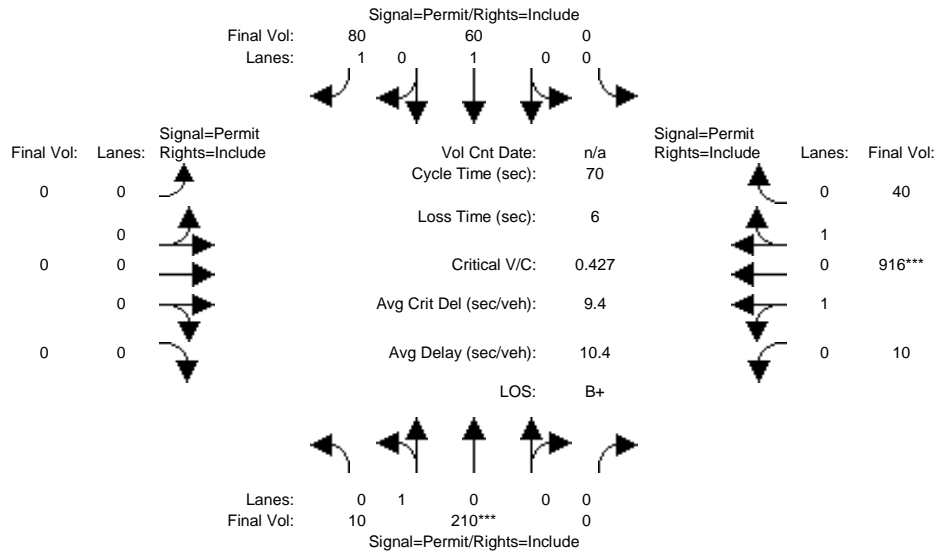 Signal=Permit/Rights=Include
Final Vol: 80 60 0
Lanes: 1 0 1 0 0
Signal=Permit Signal=Permit
Final Vol: Lanes: Rights=Include Vol Cnt Date: n/a Rights=Include Lanes: Final Vol:
Cycle Time (sec): 70
0 0 0 40
Loss Time (sec): 6
0 1
0 0 Critical V/C: 0.427 0 916***
0 Avg Crit Del (sec/veh): 9.4 1
0 0 Avg Delay (sec/veh): 10.4 0 10
LOS: B+
Lanes: 0 1 0 0 0
Final Vol: 10 210*** 0
Signal=Permit/Rights=Include